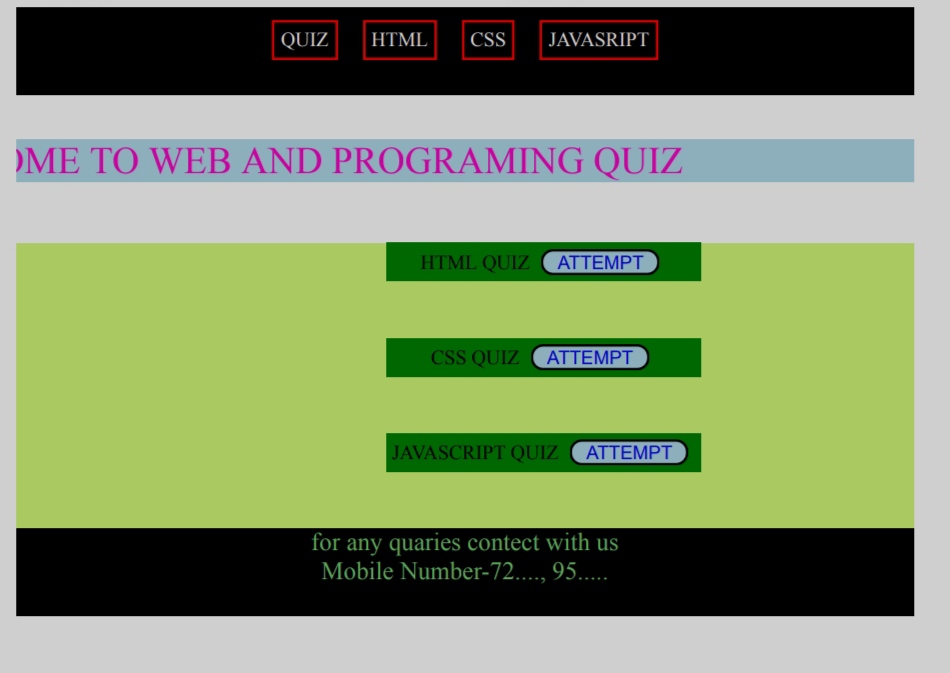 QUIZ HTML CSS JAVASRIPT
OME TO WEB AND PROGRAMING QUIZ
HTML QUIZ ATTEMPT
CSS QUIZ ATTEMPT
JAVASCRIPT QUIZ ATTEMPT
for any quaries contect with us
Mobile Number-72...., 95.....